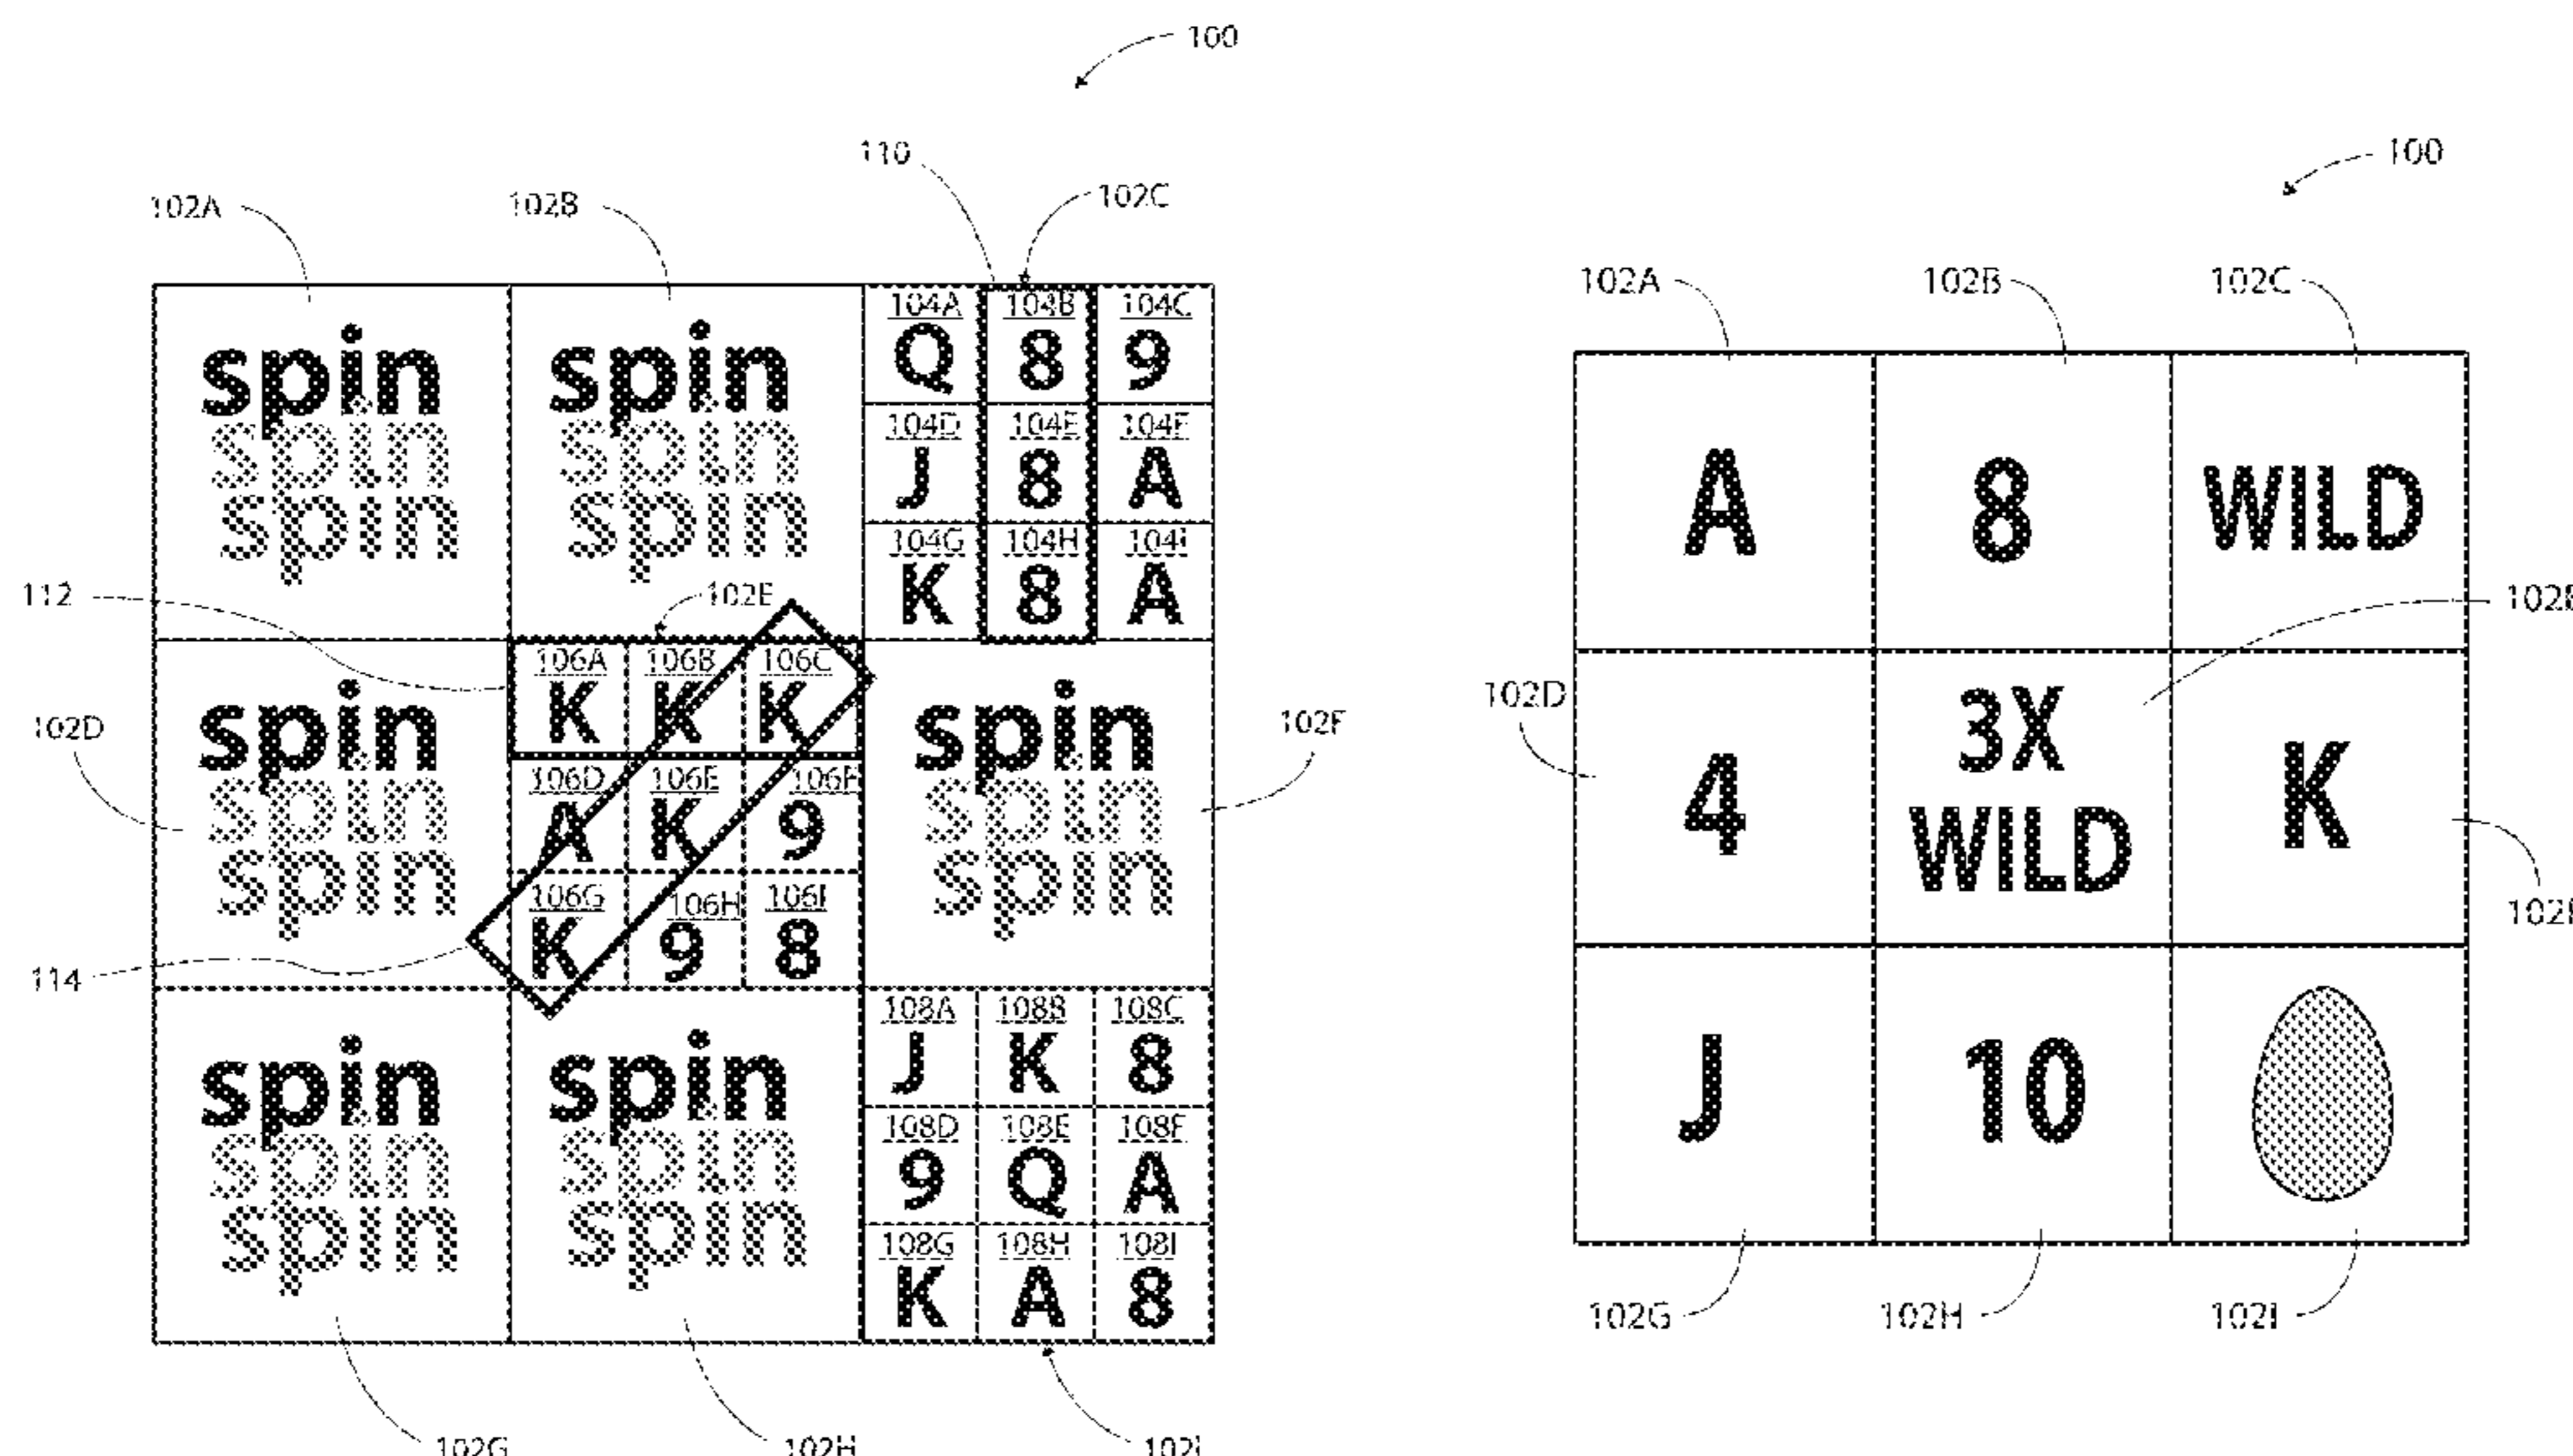 100
110
102C
102A
102B
104A 104B 104C
Q 8 9
spin spin
spin spin
spin spin
104D 104E 104F
J 8 A
104G 104H 104I
K 8 A
112
102E
106A 106B 106C
K K K
spin spin
spin spin
spin spin
102D
102F
106D 106E 106F
A K 9
106G 106H 106I
K 9 8
114
108A 108B 108C
J K 8
spin spin
spin spin
spin spin
108D 108E 108F
9 Q A
108G 108H 108I
K A 8
102G 102H 102I
100
102A 102B 102C
A 8 WILD
102D
4 3X K
WILD
J 10
102G 102H 102I